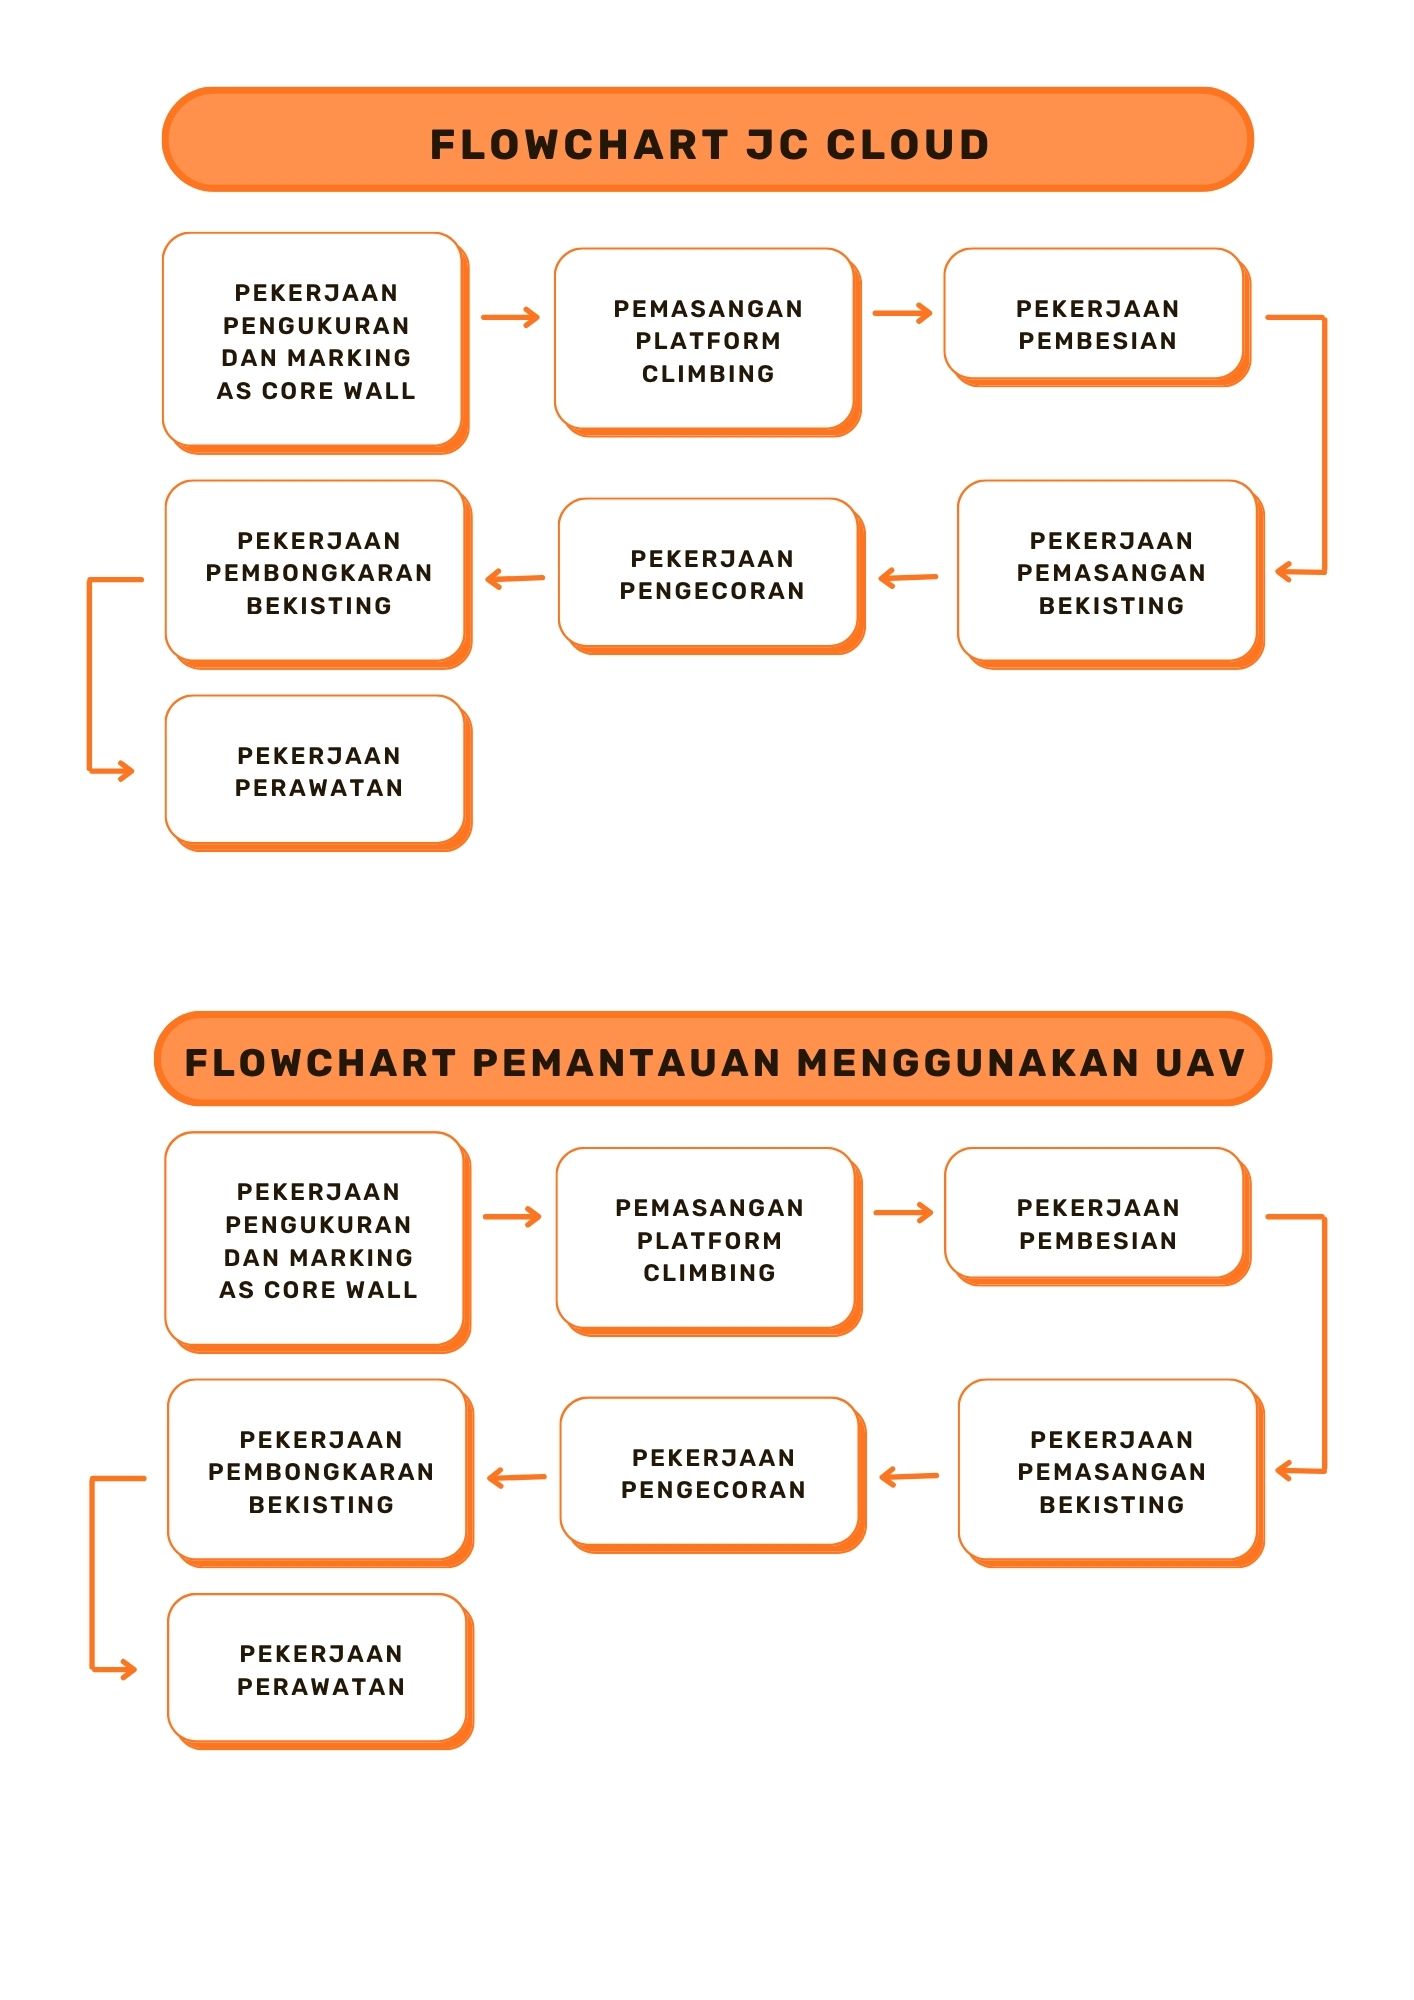 FLOWCHART JC CLOUD
PEKERJAAN
PENGUKURAN
DAN MARKING
AS CORE WALL
PEMASANGAN
PLATFORM
CLIMBING
PEKERJAAN
PEMBESIAN
PEKERJAAN
PEMASANGAN
BEKISTING
PEKERJAAN
PENGECORAN
PEKERJAAN
PEMBONGKARAN
BEKISTING
PEKERJAAN
PERAWATAN
FLOWCHART PEMANTAUAN MENGGUNAKAN UAV
PEKERJAAN
PENGUKURAN
DAN MARKING
AS CORE WALL
PEMASANGAN
PLATFORM
CLIMBING
PEKERJAAN
PEMBESIAN
PEKERJAAN
PEMASANGAN
BEKISTING
PEKERJAAN
PENGECORAN
PEKERJAAN
PEMBONGKARAN
BEKISTING
PEKERJAAN
PERAWATAN